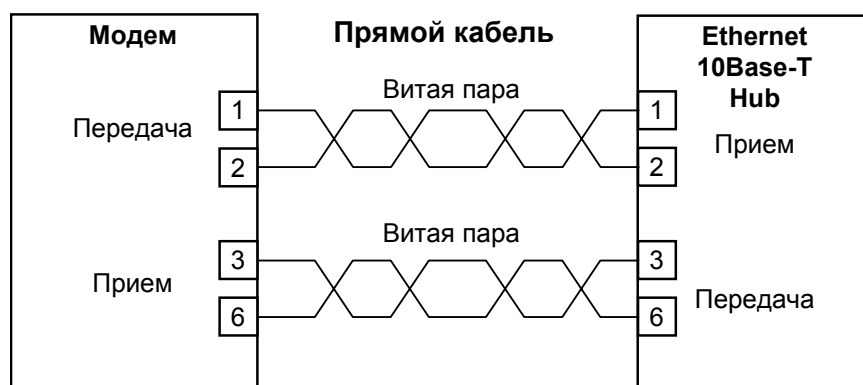 Модем
Прямой кабель
Ethernet
10Base-T
Hub
Витая пара
1
1
Передача
Прием
2
2
Витая пара
3
3
Прием
Передача
6
6